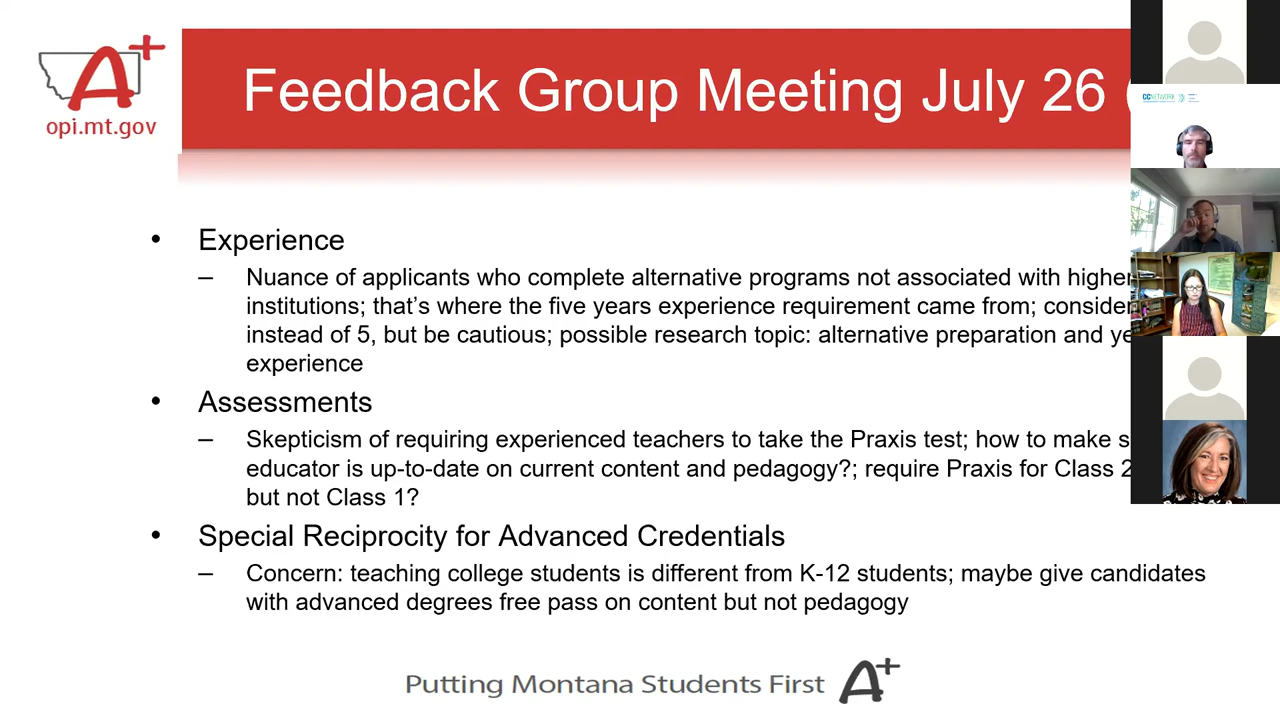 A+
opi.mt.gov
Feedback Group Meeting July 26
CCNETWORK
• Experience
– Nuance of applicants who complete alternative programs not associated with higher
institutions; that’s where the five years experience requirement came from; consider
instead of 5, but be cautious; possible research topic: alternative preparation and
experience
• Assessments
– Skepticism of requiring experienced teachers to take the Praxis test; how to make
educator is up-to-date on current content and pedagogy?; require Praxis for Class 2
but not Class 1?
• Special Reciprocity for Advanced Credentials
– Concern: teaching college students is different from K-12 students; maybe give candidates
with advanced degrees free pass on content but not pedagogy
Putting Montana Students First A+